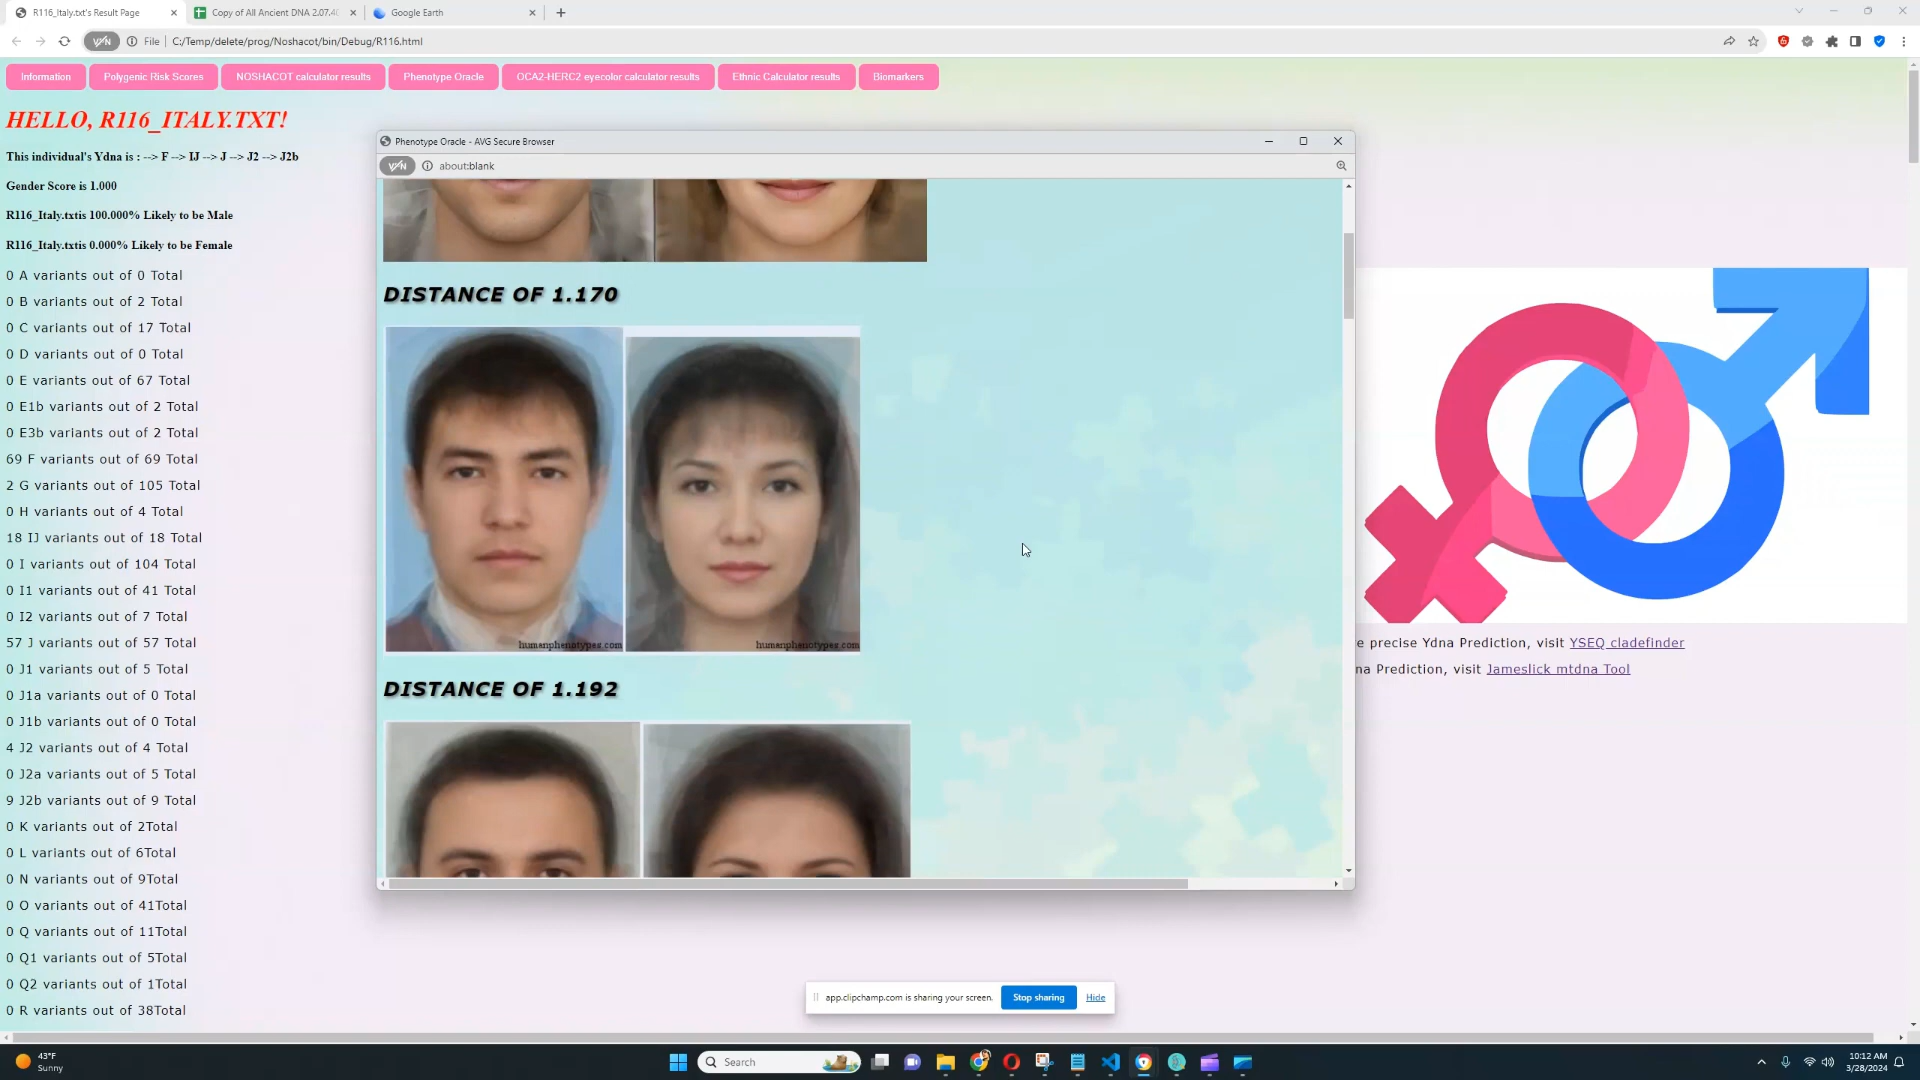 R116_Italy.txt's Result Page
Copy of All Ancient DNA 2.07.4
Google Earth
VPN
File
C:/Temp/delete/prog/Noshacot/bin/Debug/R116.html
Information
Polygenic Risk Scores
NOSHACOT calculator results
Phenotype Oracle
OCA2-HERC2 eyecolor calculator results
Ethnic Calculator results
Biomarkers
HELLO, R116_ITALY.TXT!
This individual's Ydna is : --> F --> IJ --> J --> J2 --> J2b
Gender Score is 1.000
R116_Italy.txtis 100.000% Likely to be Male
R116_Italy.txtis 0.000% Likely to be Female
0 A variants out of 0 Total
0 B variants out of 2 Total
0 C variants out of 17 Total
0 D variants out of 0 Total
0 E variants out of 67 Total
0 E1b variants out of 2 Total
0 E3b variants out of 2 Total
69 F variants out of 69 Total
2 G variants out of 105 Total
0 H variants out of 4 Total
18 IJ variants out of 18 Total
0 I variants out of 104 Total
0 I1 variants out of 41 Total
0 I2 variants out of 7 Total
57 J variants out of 57 Total
0 J1 variants out of 5 Total
0 J1a variants out of 0 Total
0 J1b variants out of 0 Total
4 J2 variants out of 4 Total
0 J2a variants out of 5 Total
9 J2b variants out of 9 Total
0 K variants out of 2Total
0 L variants out of 6Total
0 N variants out of 9Total
0 O variants out of 41Total
0 Q variants out of 11Total
0 Q1 variants out of 5Total
0 Q2 variants out of 1Total
0 R variants out of 38Total
Phenotype Oracle - AVG Secure Browser
VPN
about:blank
DISTANCE OF 1.170
humanphenotypes.com
humanphenotypes.com
DISTANCE OF 1.192
e precise Ydna Prediction, visit YSEQ cladefinder
na Prediction, visit Jameslick mtdna Tool
app.clipchamp.com is sharing your screen.
Stop sharing
Hide
43°F
Sunny
Search
10:12 AM
3/28/2024